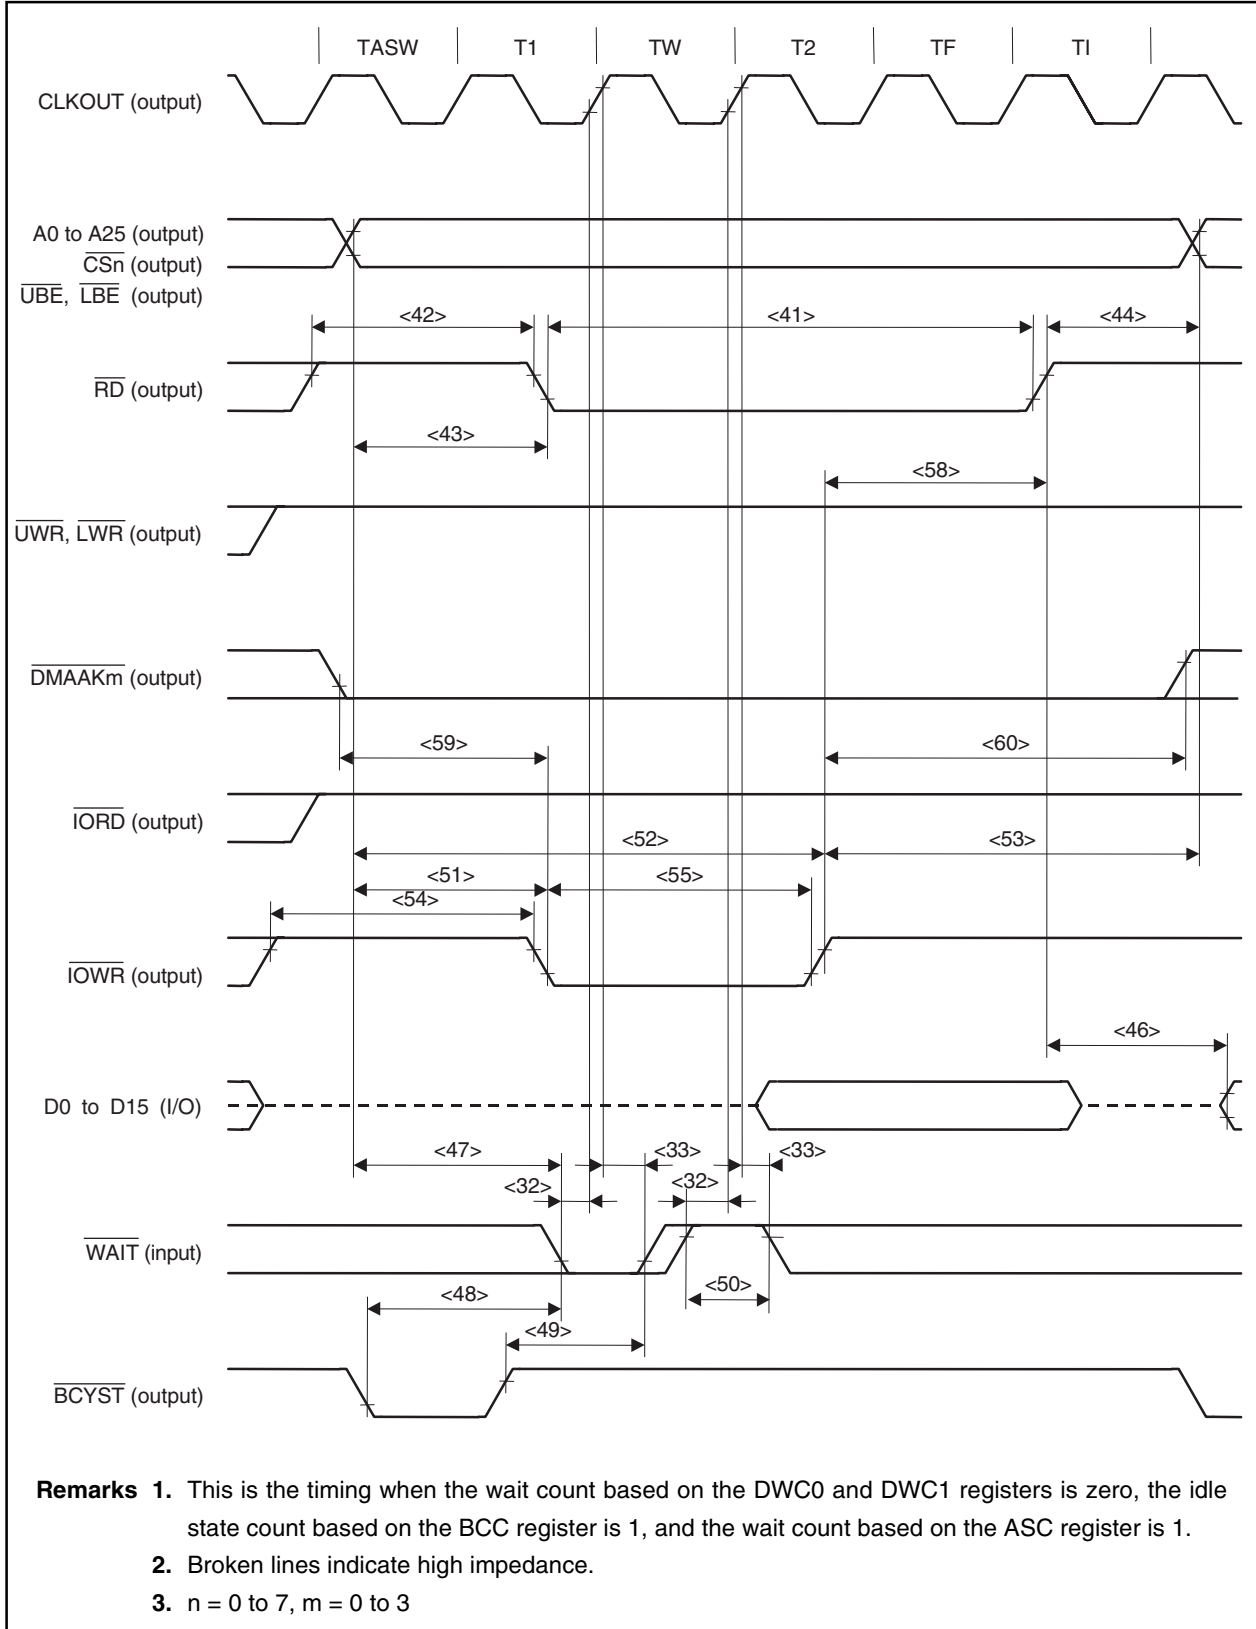 TASW T1 TW T2 TF TI
CLKOUT (output)
A0 to A25 (output)
CSn (output)
UBE, LBE (output)
<42> <41> <44>
RD (output)
<43>
<58>
UWR, LWR (output)
DMAAKm (output)
<59> <60>
IORD (output)
<52> <53>
<51> <55>
<54>
IOWR (output)
<46>
D0 to D15 (I/O)
<47> <33> <33>
<32> <32>
WAIT (input)
<48> <50>
<49>
BCYST (output)
Remarks 1. This is the timing when the wait count based on the DWC0 and DWC1 registers is zero, the idle
state count based on the BCC register is 1, and the wait count based on the ASC register is 1.
2. Broken lines indicate high impedance.
3. n = 0 to 7, m = 0 to 3